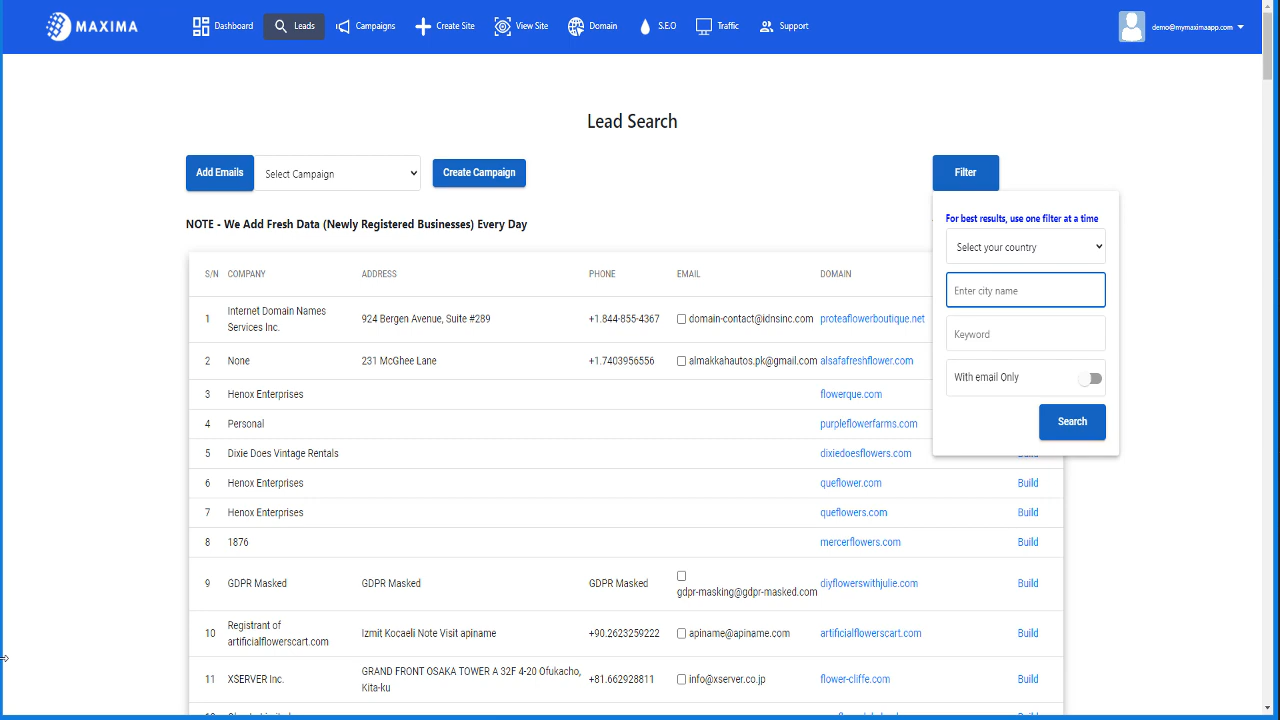 MAXIMA
Dashboard
Leads
Campaigns
Create Site
View Site
Domain
S.E.O
Traffic
Support
demo@mymaximaapp.com
Lead Search
Add Emails
Select Campaign
Create Campaign
Filter
For best results, use one filter at a time
Select your country
Enter city name
Keyword
With email Only
Search
NOTE - We Add Fresh Data (Newly Registered Businesses) Every Day
S/N COMPANY ADDRESS PHONE EMAIL DOMAIN
1 Internet Domain Names Services Inc. 924 Bergen Avenue, Suite #289 +1.844-855-4367 domain-contact@idnsinc.com proteaflowerboutique.net
2 None 231 McGhee Lane +1.7403956556 almakkahautos.pk@gmail.com alsafafreshflower.com
3 Henox Enterprises flowerque.com
4 Personal purpleflowerfarms.com
5 Dixie Does Vintage Rentals dixiedoesflowers.com
6 Henox Enterprises queflower.com Build
7 Henox Enterprises queflowers.com Build
8 1876 mercerflowers.com Build
9 GDPR Masked GDPR Masked GDPR Masked gdpr-masking@gdpr-masked.com diyflowerswithjulie.com Build
10 Registrant of artificialflowerscart.com Izmit Kocaeli Note Visit apiname +90.2623259222 apiname@apiname.com artificialflowerscart.com Build
11 XSERVER Inc. GRAND FRONT OSAKA TOWER A 32F 4-20 Ofukacho, Kita-ku +81.662928811 info@xserver.co.jp flower-cliffe.com Build